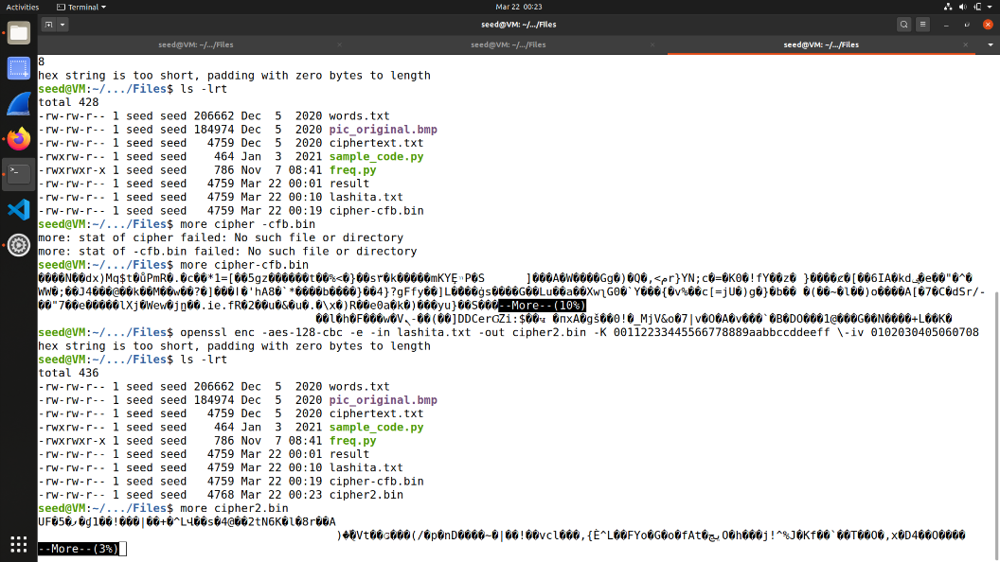 Activities
Terminal
Mar 22 00:23
seed@VM: ~/.../Files
seed@VM: ~/.../Files
seed@VM: ~/.../Files
seed@VM: ~/.../Files
8
hex string is too short, padding with zero bytes to length
seed@VM:~/.../Files$ ls -lrt
total 428
-rw-rw-r-- 1 seed seed 206662 Dec  5  2020 words.txt
-rw-rw-r-- 1 seed seed 184974 Dec  5  2020 pic_original.bmp
-rw-rw-r-- 1 seed seed   4759 Dec  5  2020 ciphertext.txt
-rwxrw-r-- 1 seed seed    464 Jan  3  2021 sample_code.py
-rwxrwxr-x 1 seed seed    786 Nov  7 08:41 freq.py
-rw-rw-r-- 1 seed seed   4759 Mar 22 00:01 result
-rw-rw-r-- 1 seed seed   4759 Mar 22 00:10 lashita.txt
-rw-rw-r-- 1 seed seed   4759 Mar 22 00:19 cipher-cfb.bin
seed@VM:~/.../Files$ more cipher -cfb.bin
more: stat of cipher failed: No such file or directory
more: stat of -cfb.bin failed: No such file or directory
seed@VM:~/.../Files$ more cipher-cfb.bin
--More--(10%)
seed@VM:~/.../Files$ openssl enc -aes-128-cbc -e -in lashita.txt -out cipher2.bin -K 00112233445566778889aabbccddeeff \-iv 0102030405060708
hex string is too short, padding with zero bytes to length
seed@VM:~/.../Files$ ls -lrt
total 436
-rw-rw-r-- 1 seed seed 206662 Dec  5  2020 words.txt
-rw-rw-r-- 1 seed seed 184974 Dec  5  2020 pic_original.bmp
-rw-rw-r-- 1 seed seed   4759 Dec  5  2020 ciphertext.txt
-rwxrw-r-- 1 seed seed    464 Jan  3  2021 sample_code.py
-rwxrwxr-x 1 seed seed    786 Nov  7 08:41 freq.py
-rw-rw-r-- 1 seed seed   4759 Mar 22 00:01 result
-rw-rw-r-- 1 seed seed   4759 Mar 22 00:10 lashita.txt
-rw-rw-r-- 1 seed seed   4759 Mar 22 00:19 cipher-cfb.bin
-rw-rw-r-- 1 seed seed   4768 Mar 22 00:23 cipher2.bin
seed@VM:~/.../Files$ more cipher2.bin
--More--(3%)